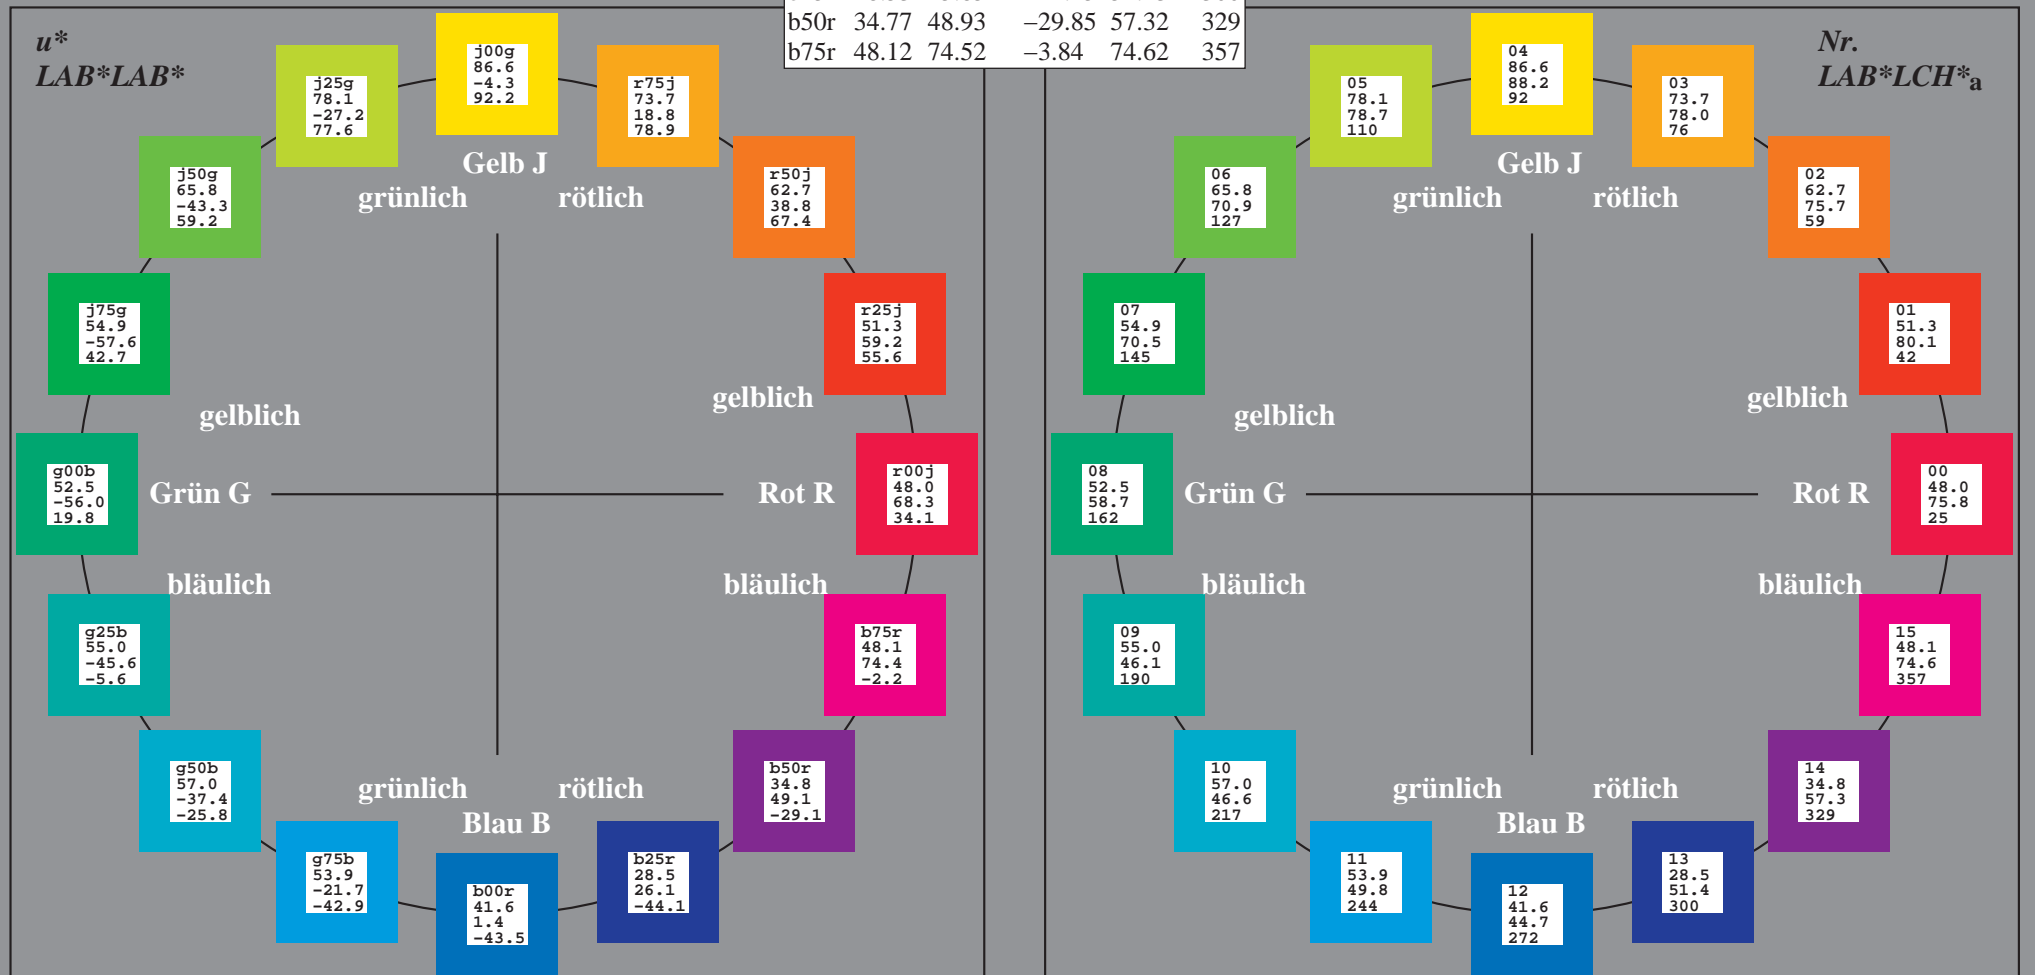 b50r 34.77 48.93 −29.85 57.32 329
b75r 48.12 74.52 −3.84 74.62 357
u*
LAB*LAB*
j00g
86.6
-4.3
92.2
j25g
78.1
-27.2
77.6
r75j
73.7
18.8
78.9
Gelb J
grünlich rötlich
j50g
65.8
-43.3
59.2
r50j
62.7
38.8
67.4
j75g
54.9
-57.6
42.7
r25j
51.3
59.2
55.6
gelblich
gelblich
g00b
52.5
-56.0
19.8
Grün G
Rot R
r00j
48.0
68.3
34.1
bläulich
bläulich
g25b
55.0
-45.6
-5.6
b75r
48.1
74.4
-2.2
g50b
57.0
-37.4
-25.8
b50r
34.8
49.1
-29.1
grünlich rötlich
Blau B
g75b
53.9
-21.7
-42.9
b00r
41.6
1.4
-43.5
b25r
28.5
26.1
-44.1
Nr.
LAB*LCH*a
04
86.6
88.2
92
05
78.1
78.7
110
03
73.7
78.0
76
Gelb J
grünlich rötlich
06
65.8
70.9
127
02
62.7
75.7
59
07
54.9
70.5
145
01
51.3
80.1
42
gelblich
gelblich
08
52.5
58.7
162
Grün G
Rot R
00
48.0
75.8
25
bläulich
bläulich
09
55.0
46.1
190
15
48.1
74.6
357
10
57.0
46.6
217
14
34.8
57.3
329
grünlich rötlich
Blau B
11
53.9
49.8
244
12
41.6
44.7
272
13
28.5
51.4
300